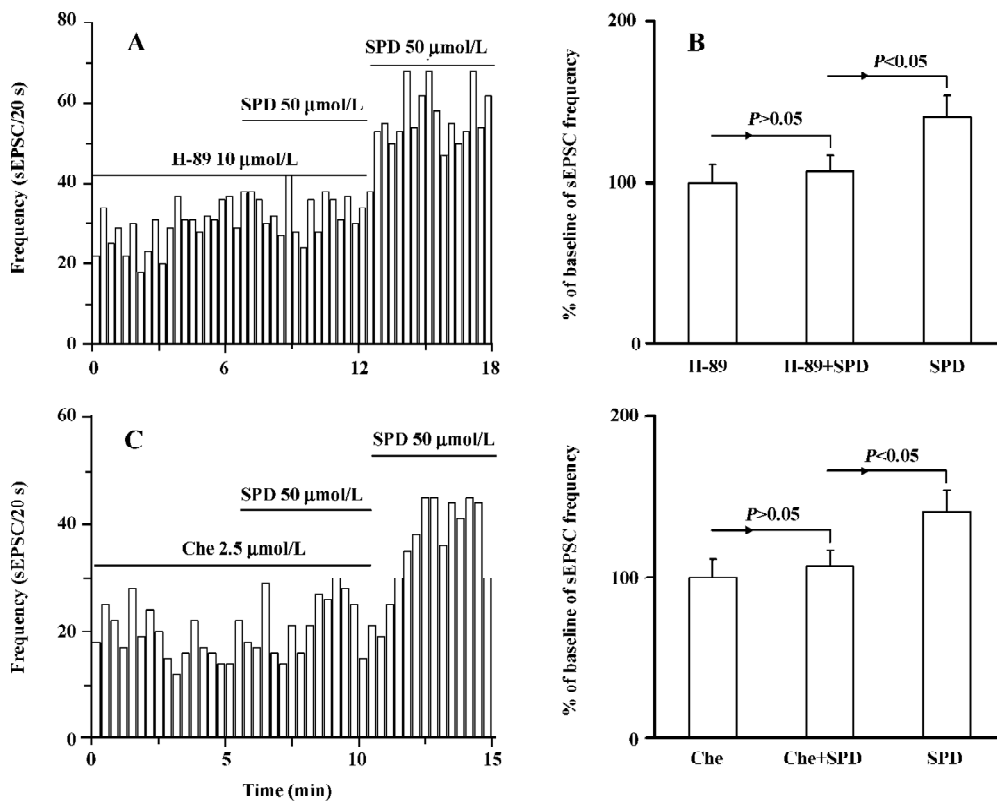 A
80
60
40
20
0
Frequency (sEPSC/20 s)
SPD 50 μmol/L
SPD 50 μmol/L
H-89 10 μmol/L
0 6 12 18
B
200
100
0
% of baseline of sEPSC frequency
P>0.05
P<0.05
H-89 H-89+SPD SPD
C
60
40
20
0
Frequency (sEPSC/20 s)
SPD 50 μmol/L
SPD 50 μmol/L
Che 2.5 μmol/L
0 5 10 15
Time (min)
200
100
0
% of baseline of sEPSC frequency
P>0.05
P<0.05
Che Che+SPD SPD